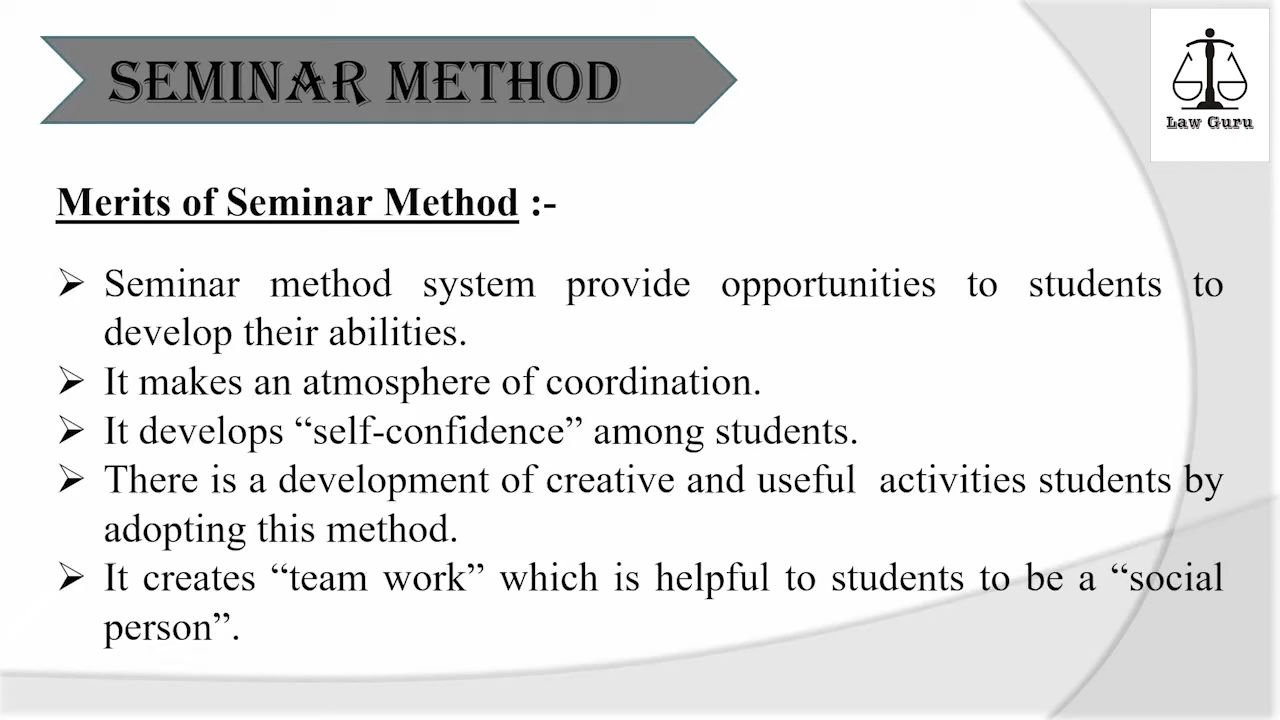 SEMINAR METHOD
Law Guru
Merits of Seminar Method :-
➢ Seminar method system provide opportunities to students to
develop their abilities.
➢ It makes an atmosphere of coordination.
➢ It develops “self-confidence” among students.
➢ There is a development of creative and useful  activities students by
adopting this method.
➢ It creates “team work” which is helpful to students to be a “social
person”.